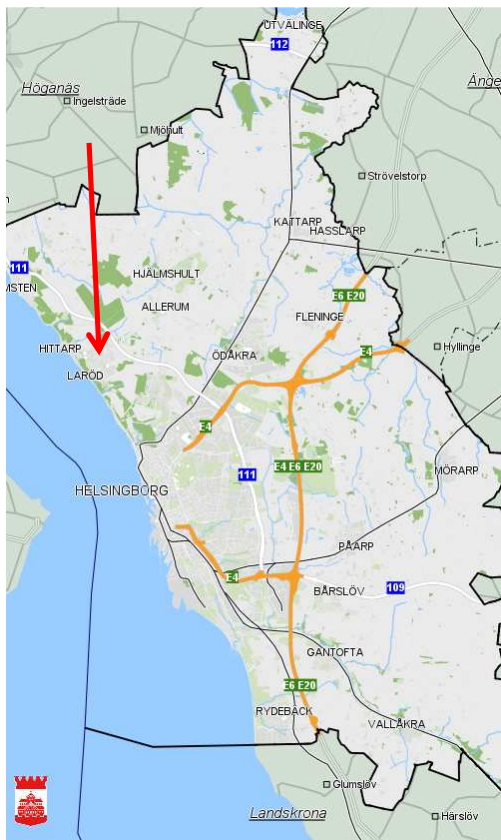 UTVÄLINGE
112
Höganäs
Ingelsträde
Änge
Mjöhult
Strövelstorp
KATTARP
HASSLARP
111
HJÄLMSHULT
MSTEN
E6 E20
ALLERUM
FLENINGE
HITTARP
E4
Hyllinge
ÖDÅKRA
LARÖD
E4
E4 E6 E20
111
MÖRARP
HELSINGBORG
PÅARP
E4
109
BÅRSLÖV
GANTOFTA
E6 E20
RYDEBÄCK
VALLÅKRA
Glumslöv
Landskrona
Härslöv